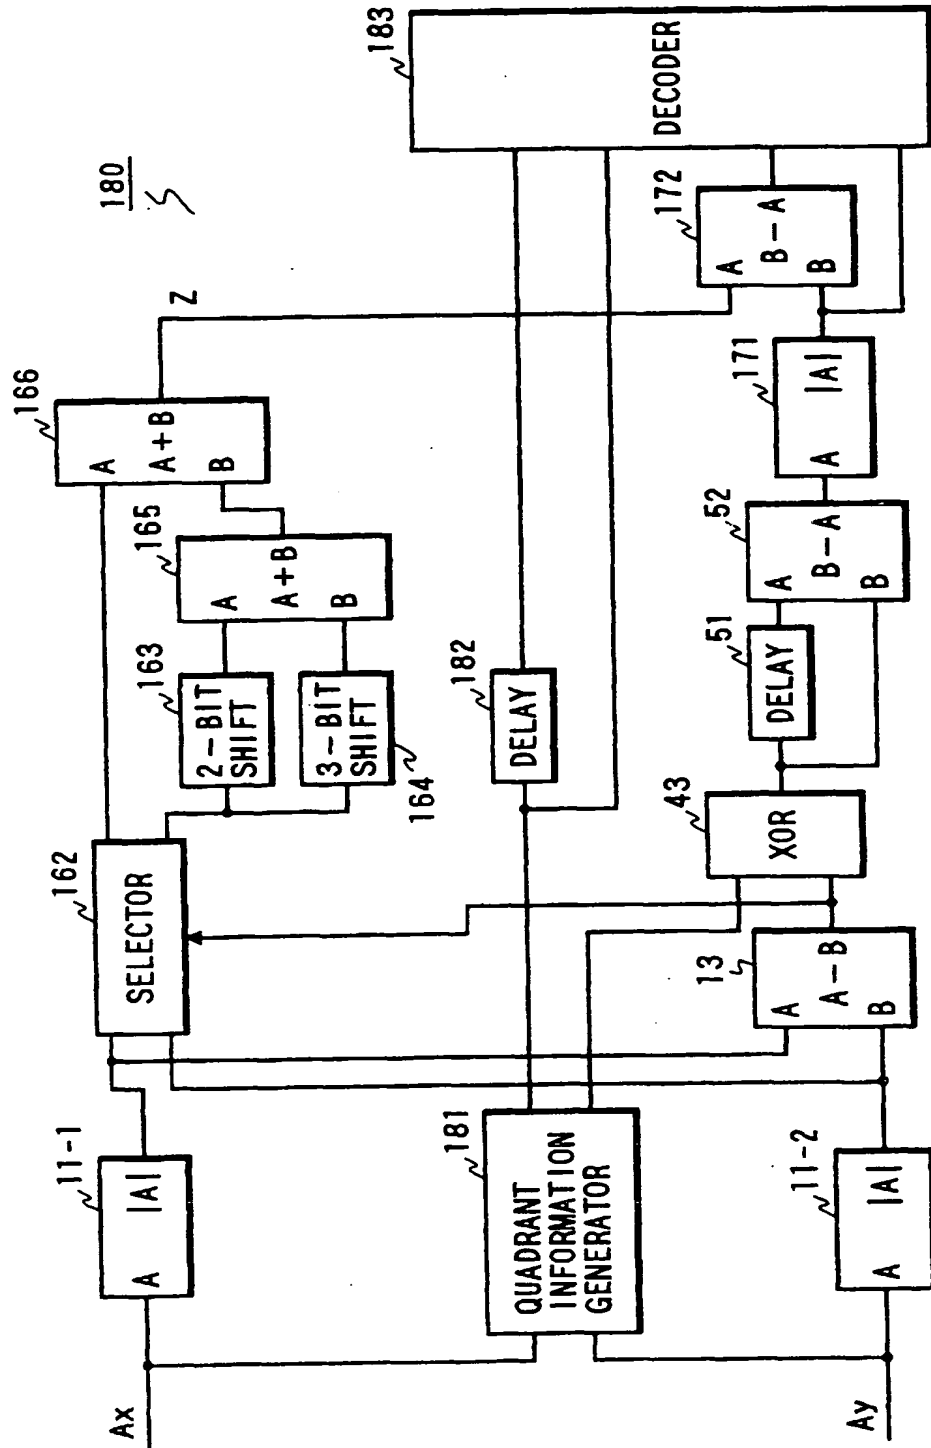 180
Ax
Ay
11-1
A |A|
11-2
A |A|
181
QUADRANT
INFORMATION
GENERATOR
162
SELECTOR
13
A
A-B
B
163
2-BIT
SHIFT
3-BIT
SHIFT
164
43
XOR
182
DELAY
165
A
A+B
B
51
DELAY
52
A
B-A
B
166
A
A+B
B
Z
171
A |A|
172
A
B-A
B
183
DECODER